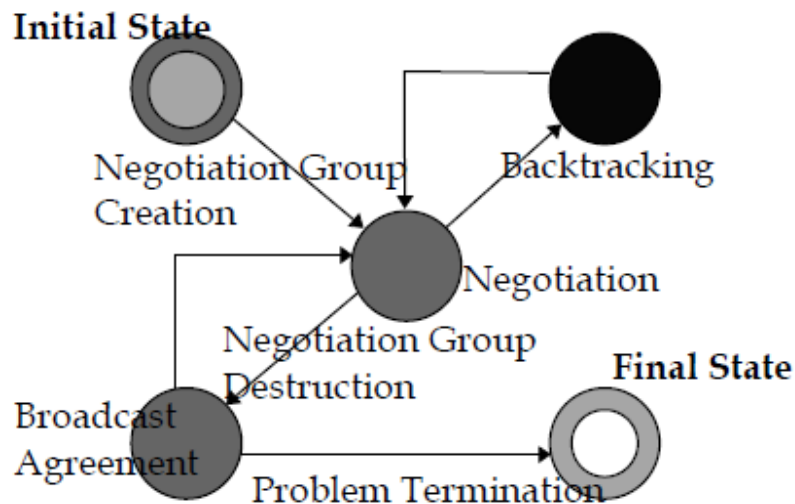 Initial State
Negotiation Group
Creation
Backtracking
Negotiation
Negotiation Group
Destruction
Final State
Broadcast
Agreement
Problem Termination